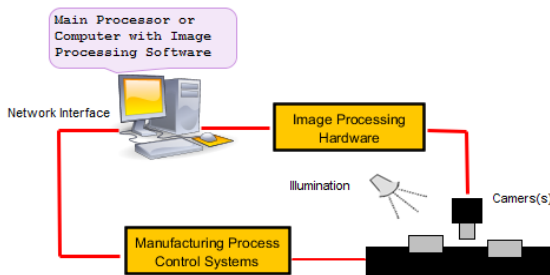 Main Processor or
Computer with Image
Processing Software
Network Interface
Image Processing
Hardware
Illumination
Camers(s)
Manufacturing Process
Control Systems